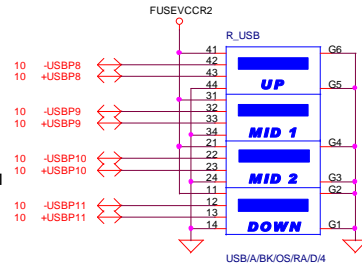 FUSEVCCR2
R_USB
41 G6
10 -USBP8 42
10 +USBP8 43
UP
44 G5
31
10 -USBP9 32
10 +USBP9 33
MID 1
34
21 G4
10 -USBP10 22
10 +USBP10 23
MID 2
24 G3
11 G2
10 -USBP11 12
10 +USBP11 13
DOWN
14 G1
USB/A/BK/OS/RA/D/4